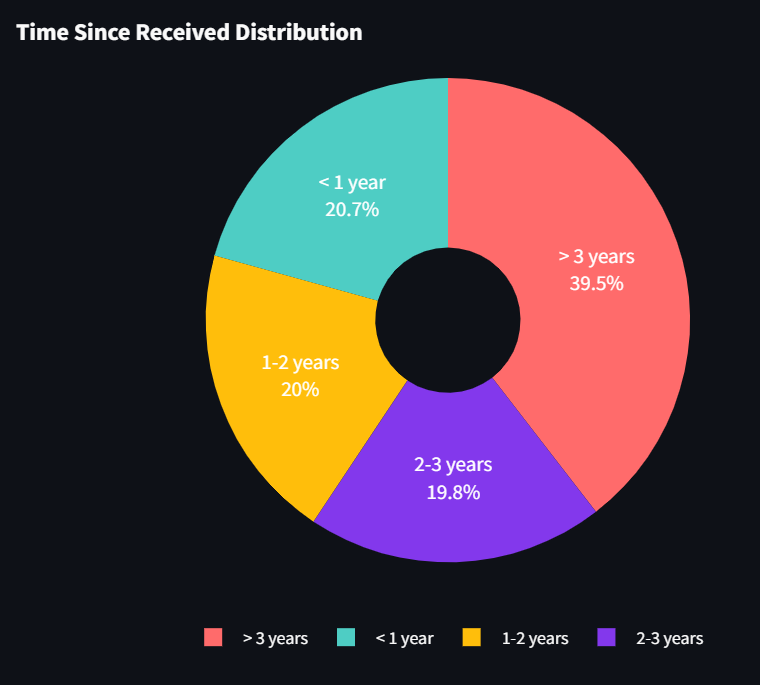 Time Since Received Distribution
< 1 year
20.7%
> 3 years
39.5%
1-2 years
20%
2-3 years
19.8%
> 3 years
< 1 year
1-2 years
2-3 years